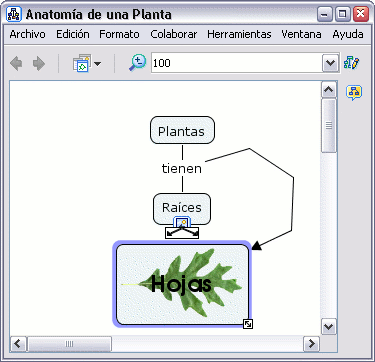 Anatomía de una Planta
Archivo Edición Formato Colaborar Herramientas Ventana Ayuda
100
Plantas
tienen
Raíces
Hojas